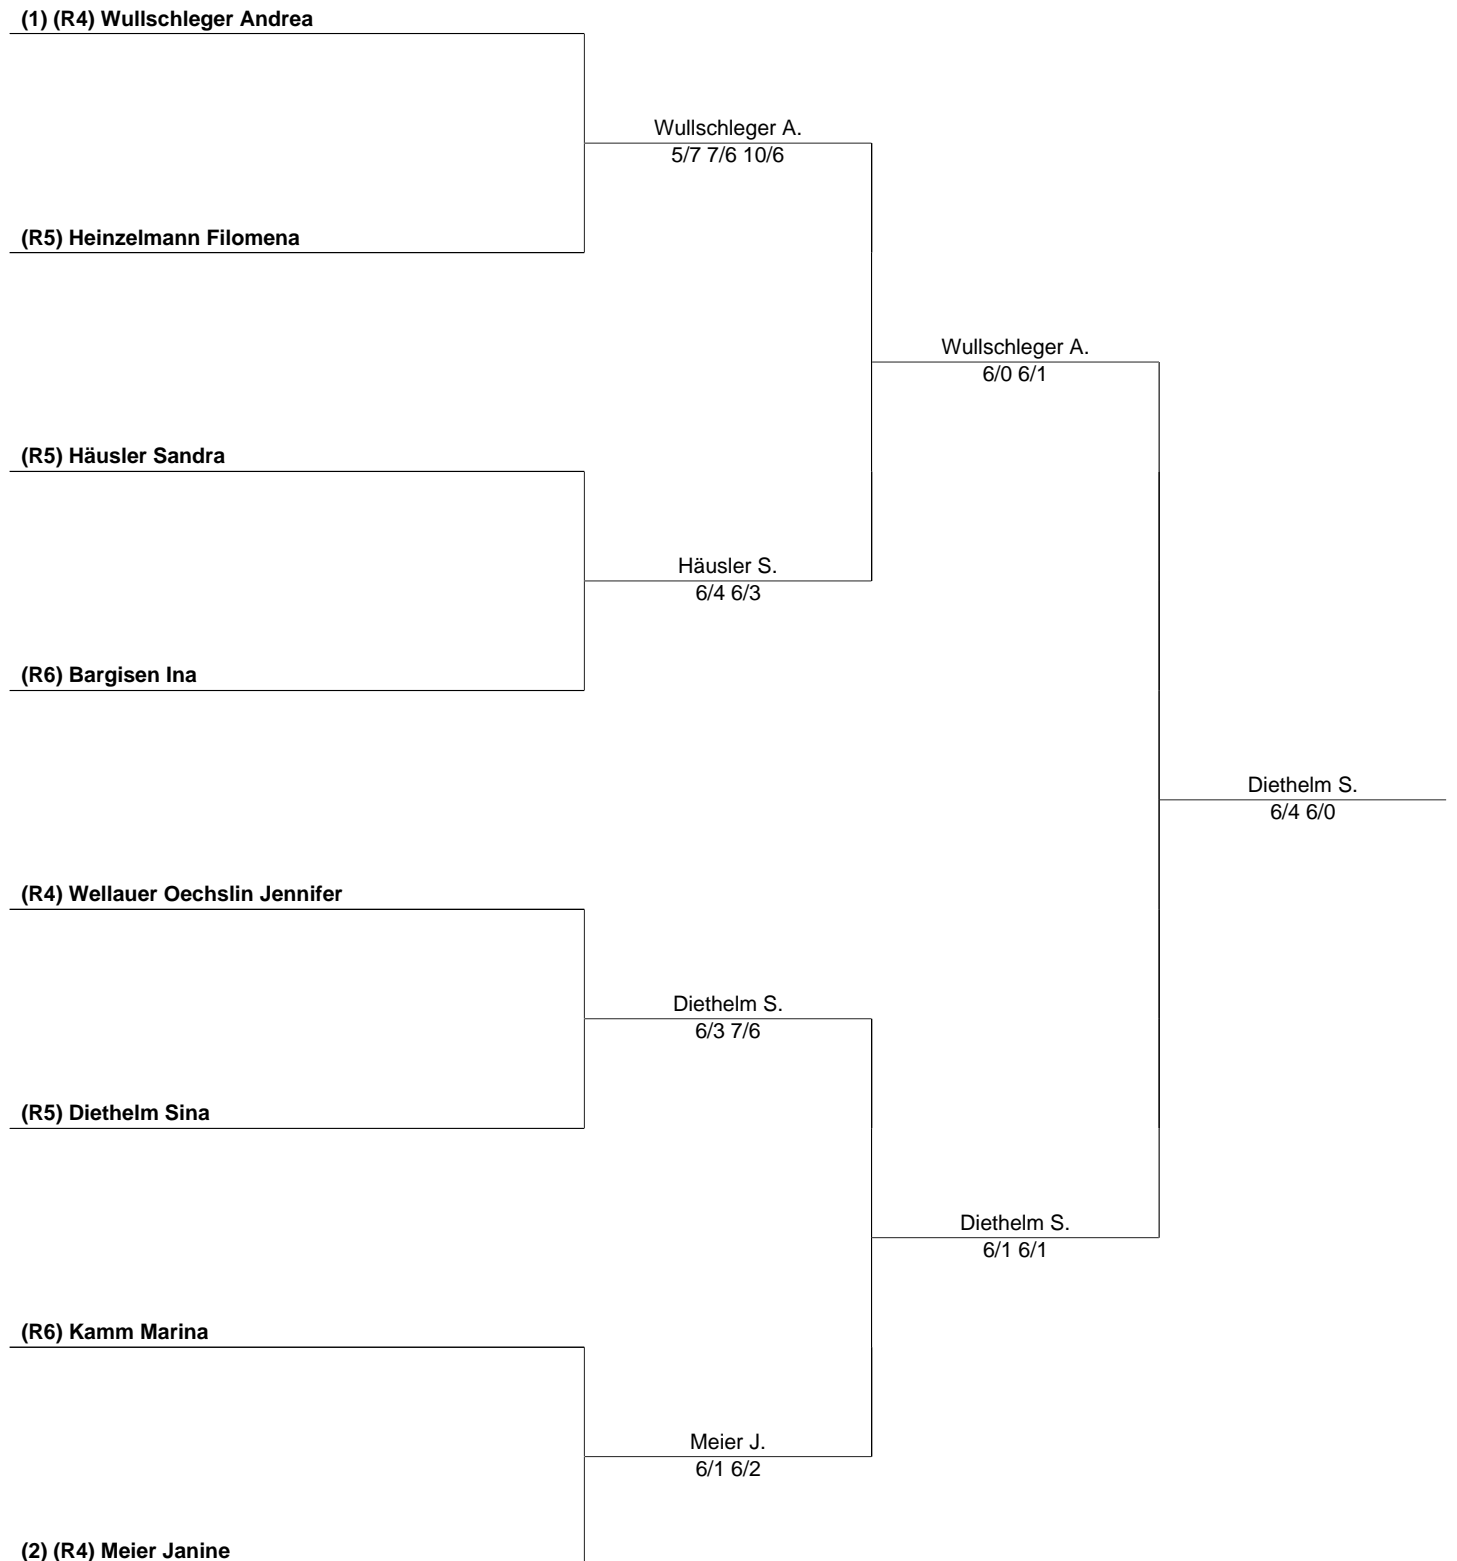 (1) (R4) Wullschleger Andrea
Wullschleger A.
5/7 7/6 10/6
(R5) Heinzelmann Filomena
Wullschleger A.
6/0 6/1
(R5) Häusler Sandra
Häusler S.
6/4 6/3
(R6) Bargisen Ina
Diethelm S.
6/4 6/0
(R4) Wellauer Oechslin Jennifer
Diethelm S.
6/3 7/6
(R5) Diethelm Sina
Diethelm S.
6/1 6/1
(R6) Kamm Marina
Meier J.
6/1 6/2
(2) (R4) Meier Janine